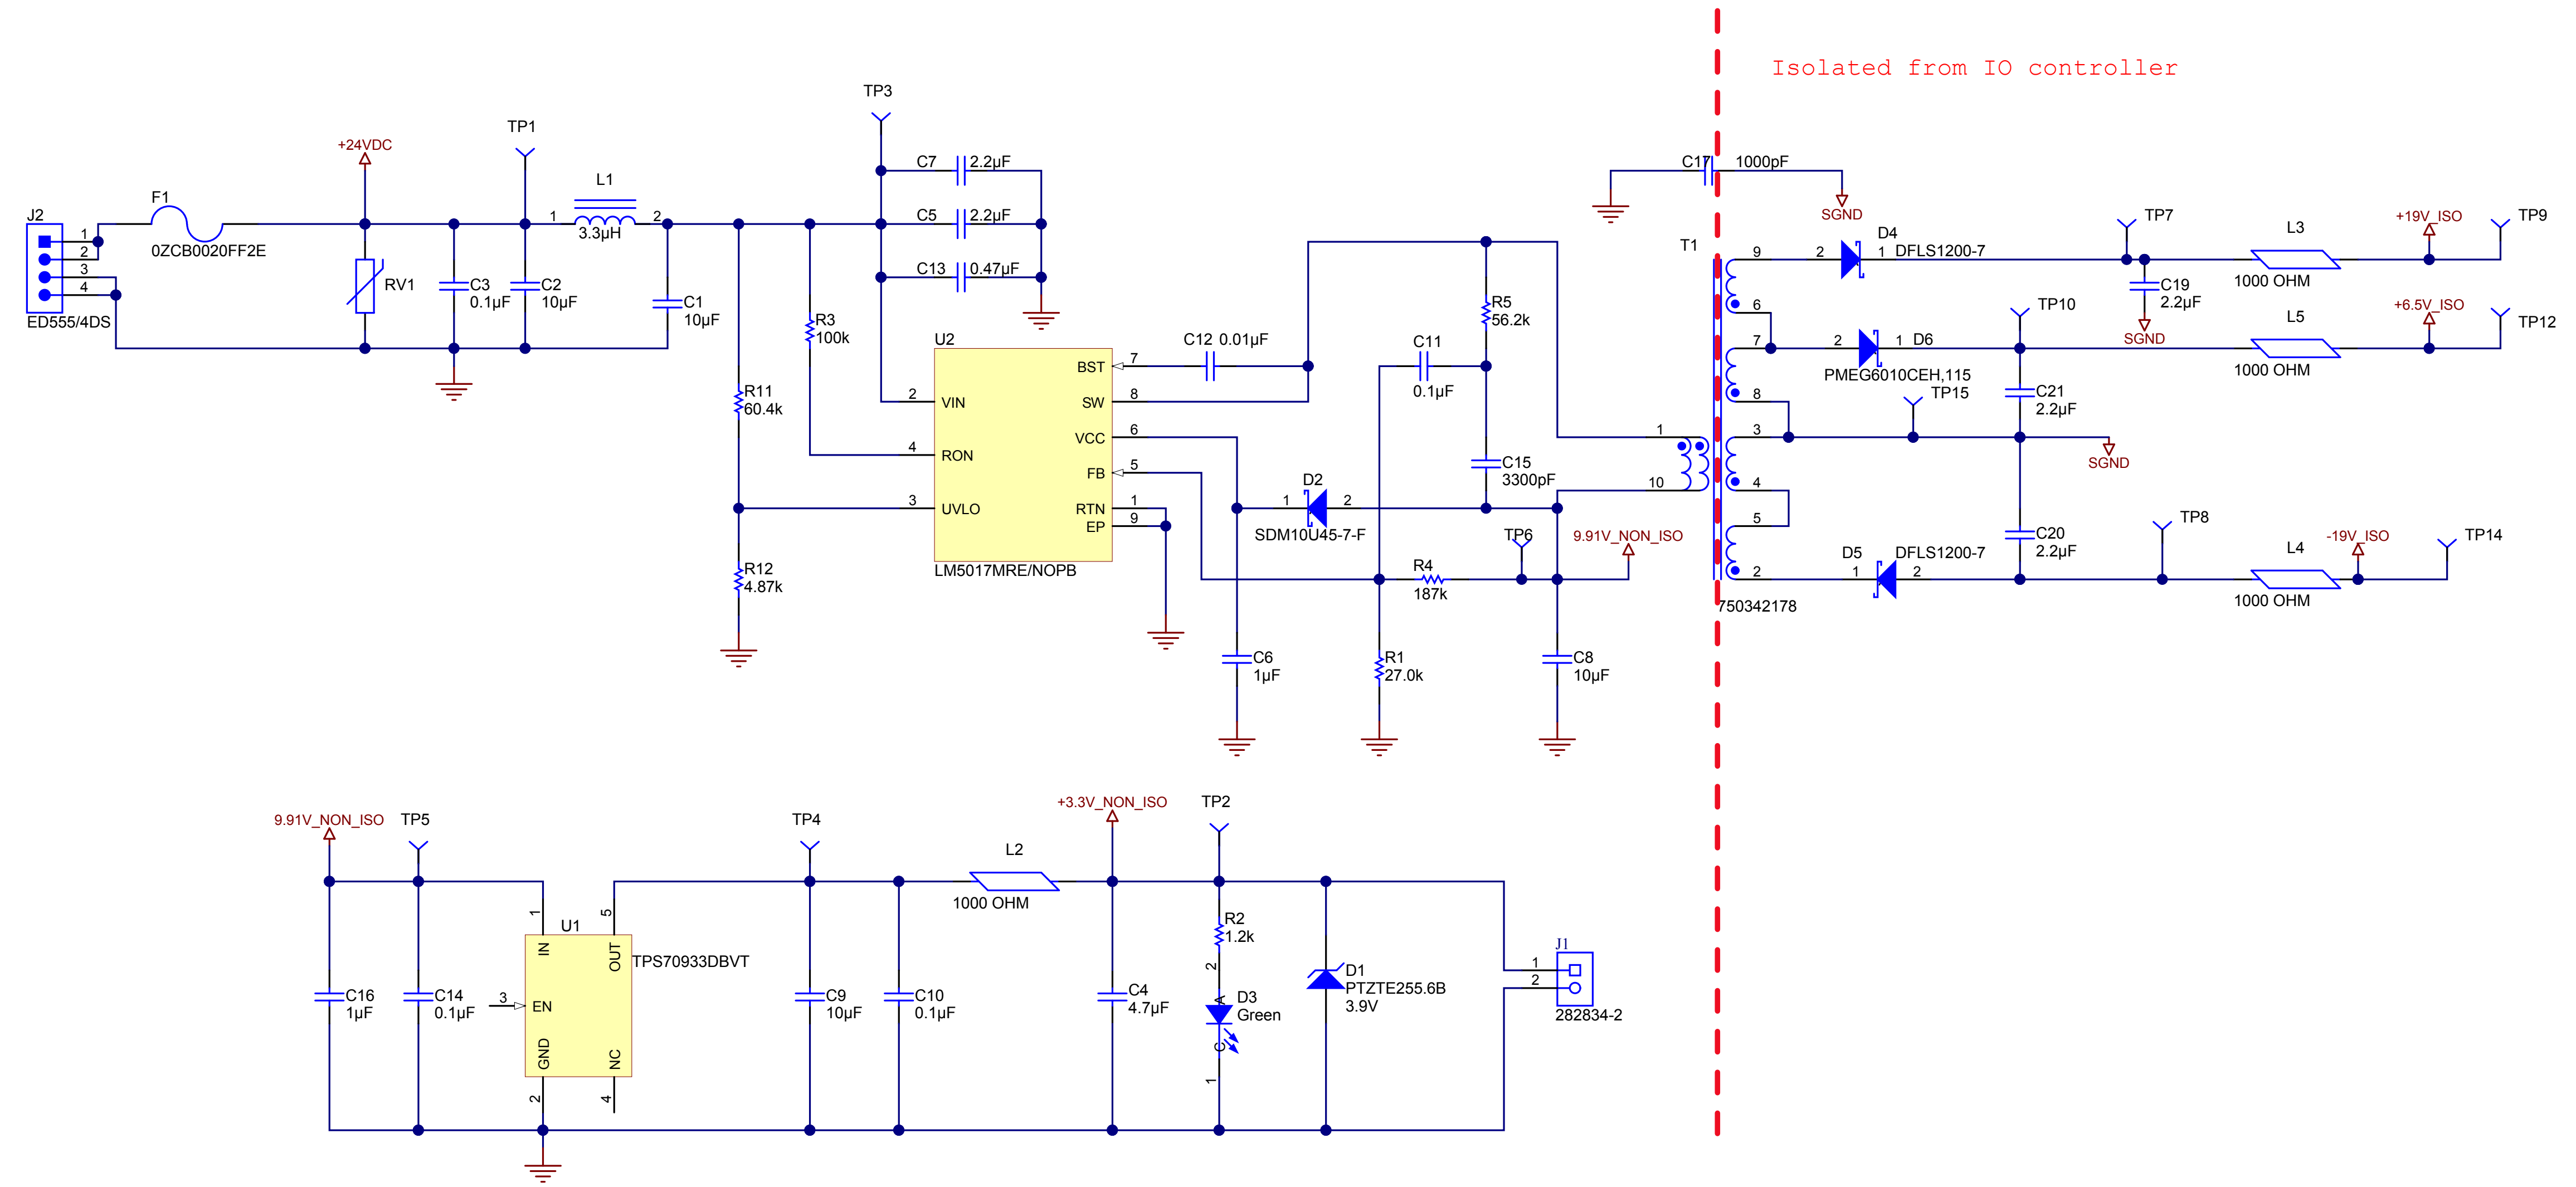 Isolated from IO controller
TP3
TP1
+24VDC
C7 2.2µF
C17 1000pF
L1
F1
J2
1 2
C5 2.2µF
SGND
TP7
+19V_ISO
TP9
3.3µH
0ZCB0020FF2E
1
2
3
4
ED555/4DS
T1
9
2
D4
1
DFLS1200-7
L3
1000 OHM
C13 0.47µF
RV1
C3
0.1µF
C2
10µF
C1
10µF
R3
100k
R5
56.2k
C19
2.2µF
SGND
6
TP10
+6.5V_ISO
L5
TP12
1000 OHM
U2
C12 0.01µF
C11
0.1µF
7
2
1
D6
PMEG6010CEH,115
TP15
C21
2.2µF
R11
60.4k
BST 7
2 VIN
SW 8
8
VCC 6
4 RON
FB 5
3 UVLO
RTN 1
EP 9
LM5017MRE/NOPB
1
10
3
4
5
2
SGND
C15
3300pF
D2
1
2
SDM10U45-7-F
TP6
9.91V_NON_ISO
R4
187k
R12
4.87k
C20
2.2µF
TP8
D5
DFLS1200-7
1
2
L4
1000 OHM
-19V_ISO
TP14
750342178
C6
1µF
R1
27.0k
C8
10µF
9.91V_NON_ISO
TP5
TP4
+3.3V_NON_ISO
TP2
L2
1000 OHM
1
5
U1
IN
OUT
TPS70933DBVT
3 EN
GND
NC
2
4
C16
1µF
C14
0.1µF
C9
10µF
C10
0.1µF
C4
4.7µF
R2
1.2k
2
A
D3
Green
C
1
D1
PTZTE255.6B
3.9V
J1
1
2
282834-2